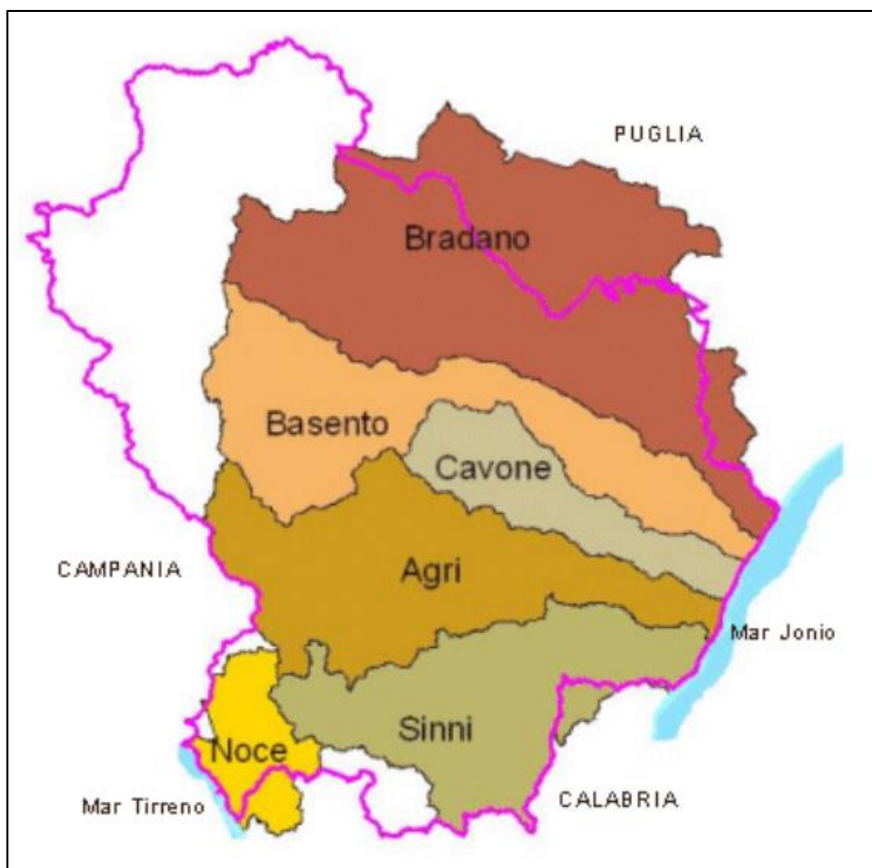 PUGLIA
Bradano
Basento
Cavone
CAMPANIA
Agri
Mar Jonio
Sinni
Noce
Mar Tirreno
CALABRIA